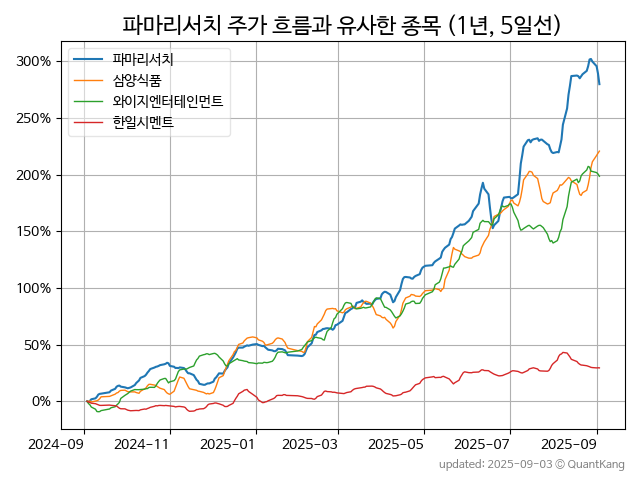 파마리서치 주가 흐름과 유사한 종목 (1년, 5일선)
파마리서치
삼양식품
와이지엔터테인먼트
한일시멘트
300%
250%
200%
150%
100%
50%
0%
2024-09 2024-11 2025-01 2025-03 2025-05 2025-07 2025-09
updated: 2025-09-03 © QuantKang